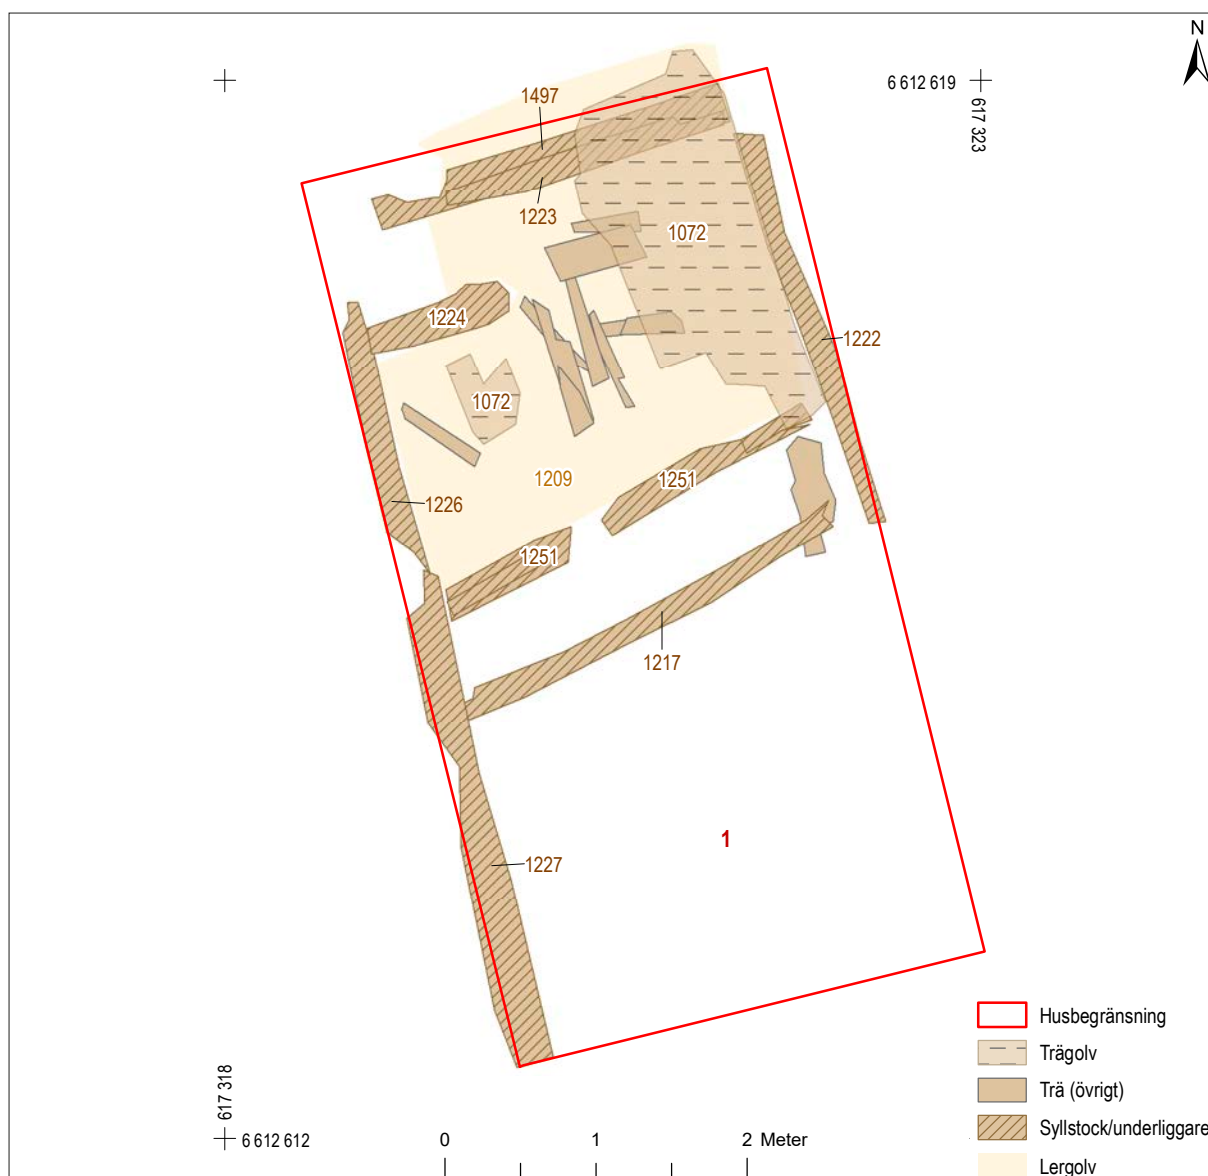 N
6 612 619
617 323
1497
1223
1072
1224
1222
1072
1209
1251
1226
1251
1217
1
1227
Husbegränsning
Trägolv
Trä (övrigt)
Syllstock/underliggare
Lergolv
617 318
6 612 612
0 1 2 Meter